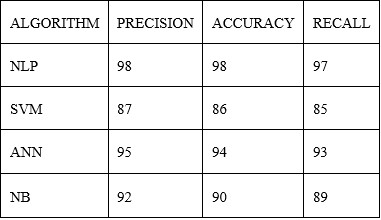 ALGORITHM PRECISION ACCURACY RECALL
NLP 98 98 97
SVM 87 86 85
ANN 95 94 93
NB 92 90 89